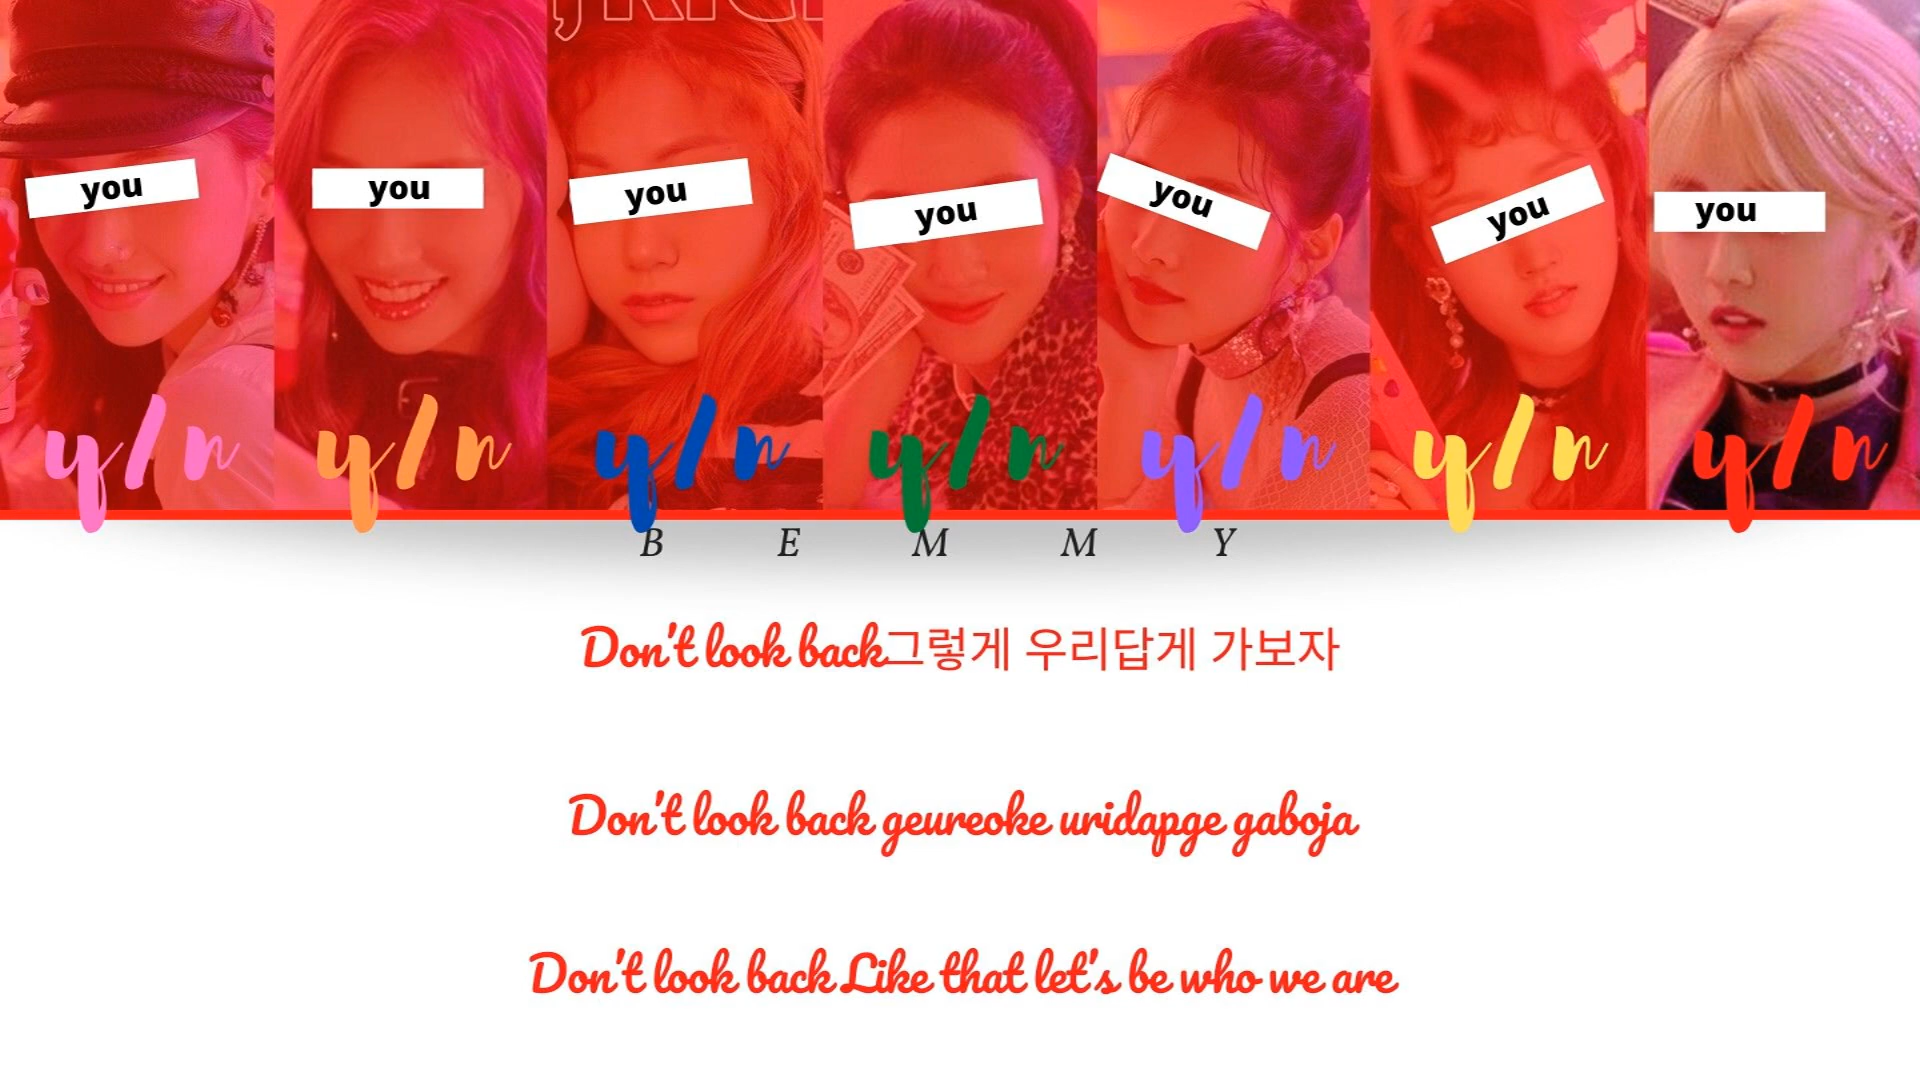 you you you you you you you
y/n y/n y/n y/n y/n y/n y/n
B E M M Y
Don't look back그렇게 우리답게 가보자
Don't look back geureoke uridapge gaboja
Don't look back Like that let's be who we are